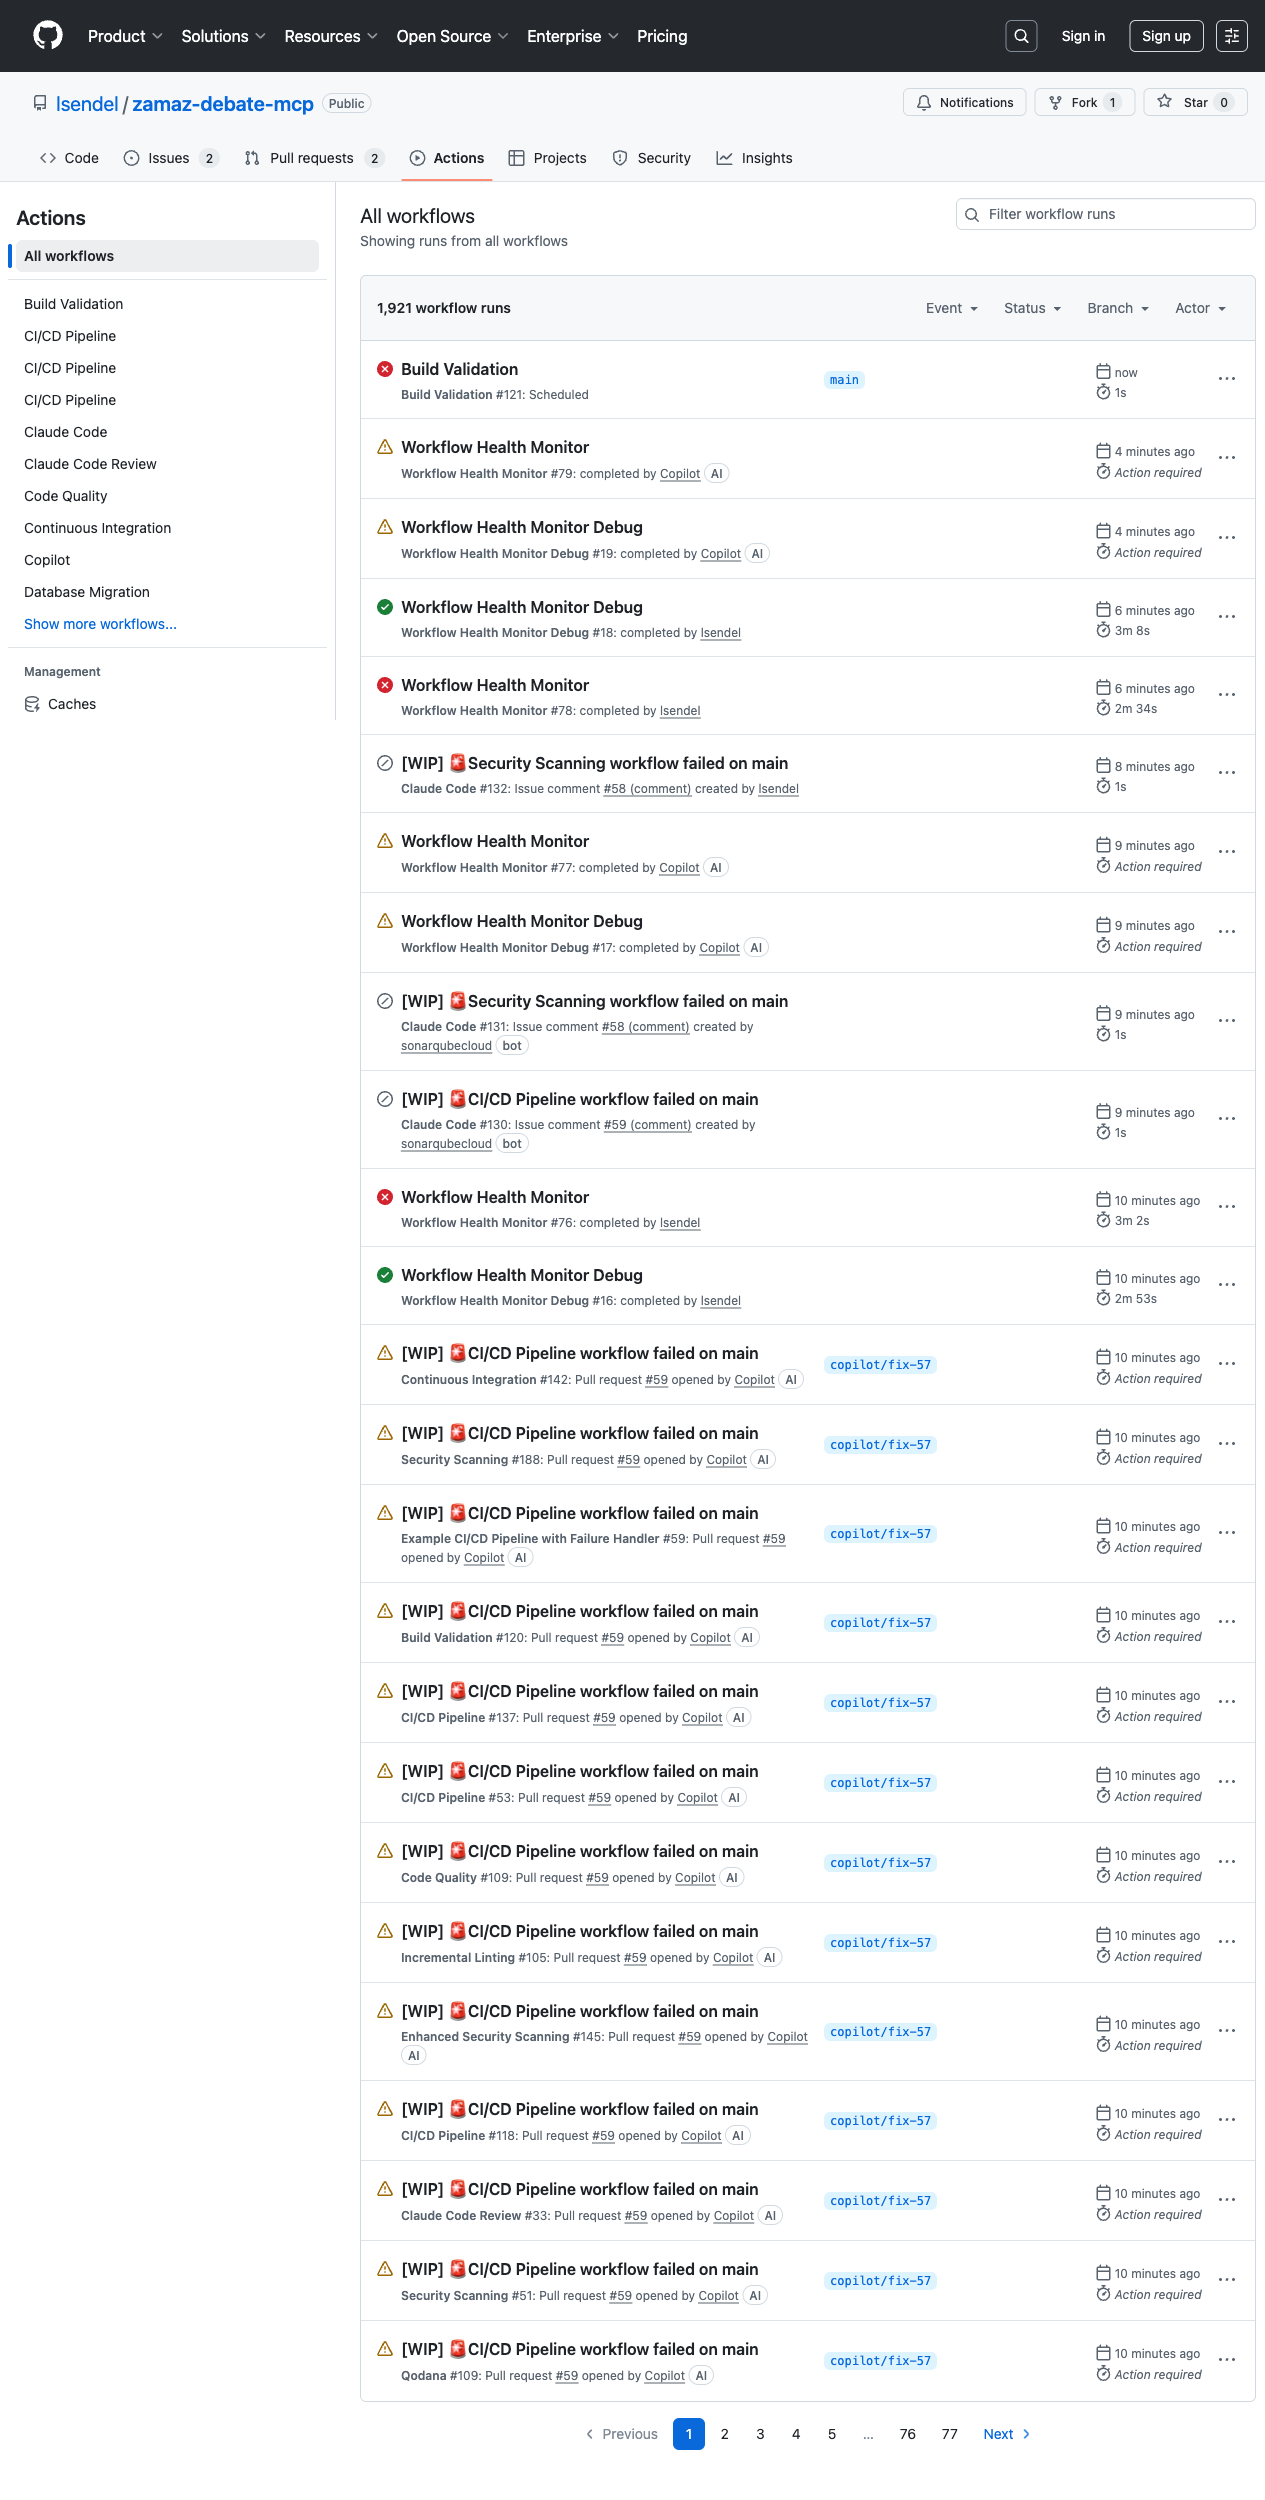 Product Solutions Resources Open Source Enterprise Pricing Sign in Sign up
lsendel / zamaz-debate-mcp Public Notifications Fork 1 Star 0
Code Issues 2 Pull requests 2 Actions Projects Security Insights
Actions
All workflows
Build Validation
CI/CD Pipeline
CI/CD Pipeline
CI/CD Pipeline
Claude Code
Claude Code Review
Code Quality
Continuous Integration
Copilot
Database Migration
Show more workflows...
Management
Caches
All workflows
Showing runs from all workflows
Filter workflow runs
1,921 workflow runs Event Status Branch Actor
Build Validation
Build Validation #121: Scheduled
main
now
1s
Workflow Health Monitor
Workflow Health Monitor #79: completed by Copilot AI
4 minutes ago
Action required
Workflow Health Monitor Debug
Workflow Health Monitor Debug #19: completed by Copilot AI
4 minutes ago
Action required
Workflow Health Monitor Debug
Workflow Health Monitor Debug #18: completed by lsendel
6 minutes ago
3m 8s
Workflow Health Monitor
Workflow Health Monitor #78: completed by lsendel
6 minutes ago
2m 34s
[WIP] 🚨Security Scanning workflow failed on main
Claude Code #132: Issue comment #58 (comment) created by lsendel
8 minutes ago
1s
Workflow Health Monitor
Workflow Health Monitor #77: completed by Copilot AI
9 minutes ago
Action required
Workflow Health Monitor Debug
Workflow Health Monitor Debug #17: completed by Copilot AI
9 minutes ago
Action required
[WIP] 🚨Security Scanning workflow failed on main
Claude Code #131: Issue comment #58 (comment) created by
sonarqubecloud bot
9 minutes ago
1s
[WIP] 🚨CI/CD Pipeline workflow failed on main
Claude Code #130: Issue comment #59 (comment) created by
sonarqubecloud bot
9 minutes ago
1s
Workflow Health Monitor
Workflow Health Monitor #76: completed by lsendel
10 minutes ago
3m 2s
Workflow Health Monitor Debug
Workflow Health Monitor Debug #16: completed by lsendel
10 minutes ago
2m 53s
[WIP] 🚨CI/CD Pipeline workflow failed on main
Continuous Integration #142: Pull request #59 opened by Copilot AI
copilot/fix-57
10 minutes ago
Action required
[WIP] 🚨CI/CD Pipeline workflow failed on main
Security Scanning #188: Pull request #59 opened by Copilot AI
copilot/fix-57
10 minutes ago
Action required
[WIP] 🚨CI/CD Pipeline workflow failed on main
Example CI/CD Pipeline with Failure Handler #59: Pull request #59
opened by Copilot AI
copilot/fix-57
10 minutes ago
Action required
[WIP] 🚨CI/CD Pipeline workflow failed on main
Build Validation #120: Pull request #59 opened by Copilot AI
copilot/fix-57
10 minutes ago
Action required
[WIP] 🚨CI/CD Pipeline workflow failed on main
CI/CD Pipeline #137: Pull request #59 opened by Copilot AI
copilot/fix-57
10 minutes ago
Action required
[WIP] 🚨CI/CD Pipeline workflow failed on main
CI/CD Pipeline #53: Pull request #59 opened by Copilot AI
copilot/fix-57
10 minutes ago
Action required
[WIP] 🚨CI/CD Pipeline workflow failed on main
Code Quality #109: Pull request #59 opened by Copilot AI
copilot/fix-57
10 minutes ago
Action required
[WIP] 🚨CI/CD Pipeline workflow failed on main
Incremental Linting #105: Pull request #59 opened by Copilot AI
copilot/fix-57
10 minutes ago
Action required
[WIP] 🚨CI/CD Pipeline workflow failed on main
Enhanced Security Scanning #145: Pull request #59 opened by Copilot
AI
copilot/fix-57
10 minutes ago
Action required
[WIP] 🚨CI/CD Pipeline workflow failed on main
CI/CD Pipeline #118: Pull request #59 opened by Copilot AI
copilot/fix-57
10 minutes ago
Action required
[WIP] 🚨CI/CD Pipeline workflow failed on main
Claude Code Review #33: Pull request #59 opened by Copilot AI
copilot/fix-57
10 minutes ago
Action required
[WIP] 🚨CI/CD Pipeline workflow failed on main
Security Scanning #51: Pull request #59 opened by Copilot AI
copilot/fix-57
10 minutes ago
Action required
[WIP] 🚨CI/CD Pipeline workflow failed on main
Qodana #109: Pull request #59 opened by Copilot AI
copilot/fix-57
10 minutes ago
Action required
Previous 1 2 3 4 5 … 76 77 Next